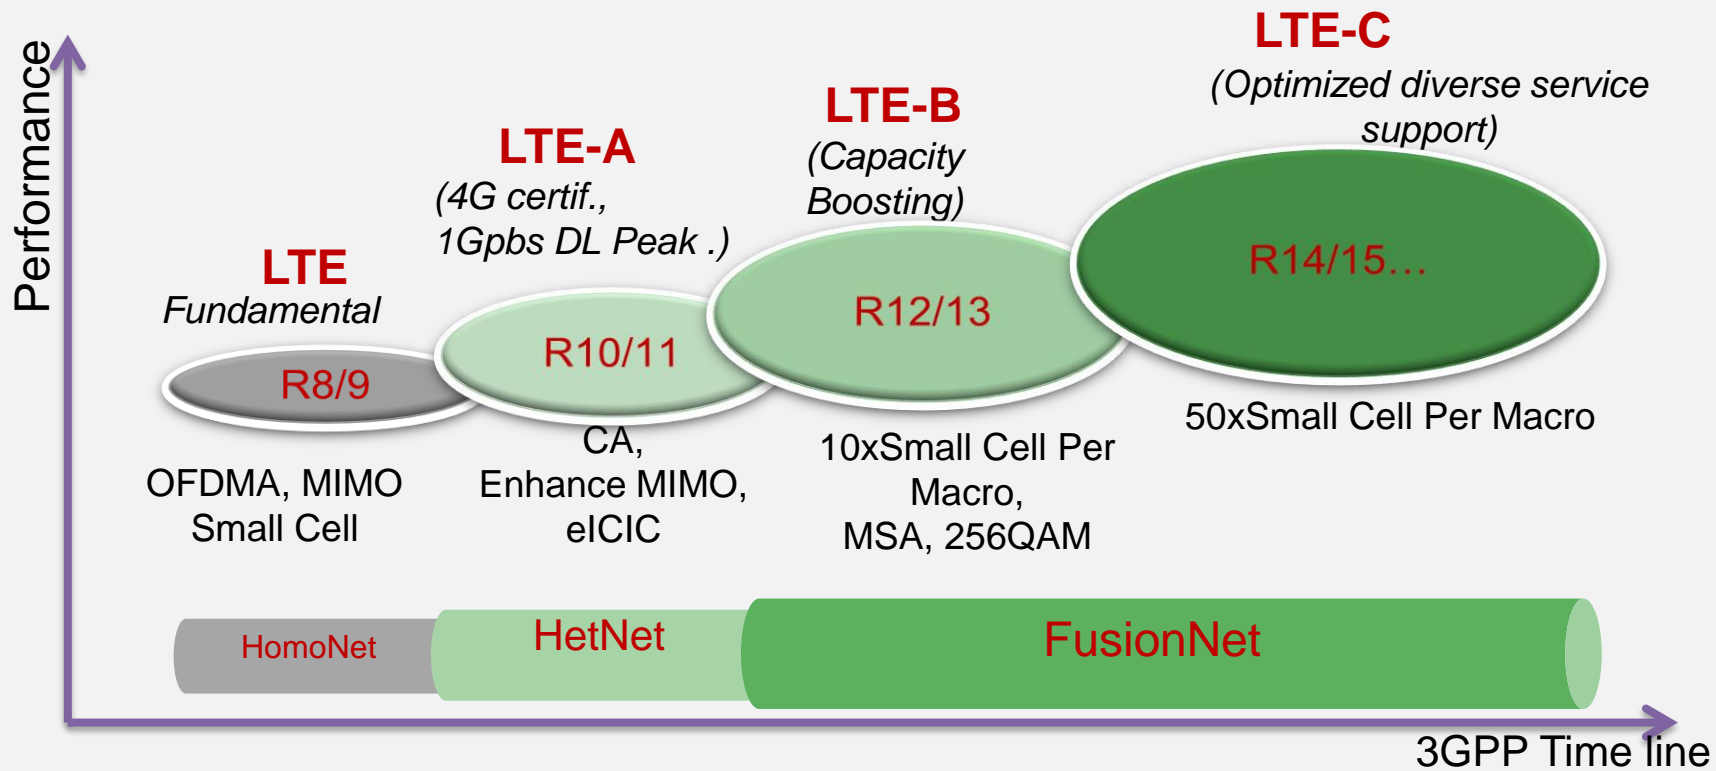 Performance
LTE
Fundamental
R8/9
OFDMA, MIMO
Small Cell
LTE-A
(4G certif.,
1Gpbs DL Peak .)
R10/11
CA,
Enhance MIMO,
eICIC
LTE-B
(Capacity
Boosting)
R12/13
10xSmall Cell Per
Macro,
MSA, 256QAM
LTE-C
(Optimized diverse service
support)
R14/15…
50xSmall Cell Per Macro
HomoNet
HetNet
FusionNet
3GPP Time line